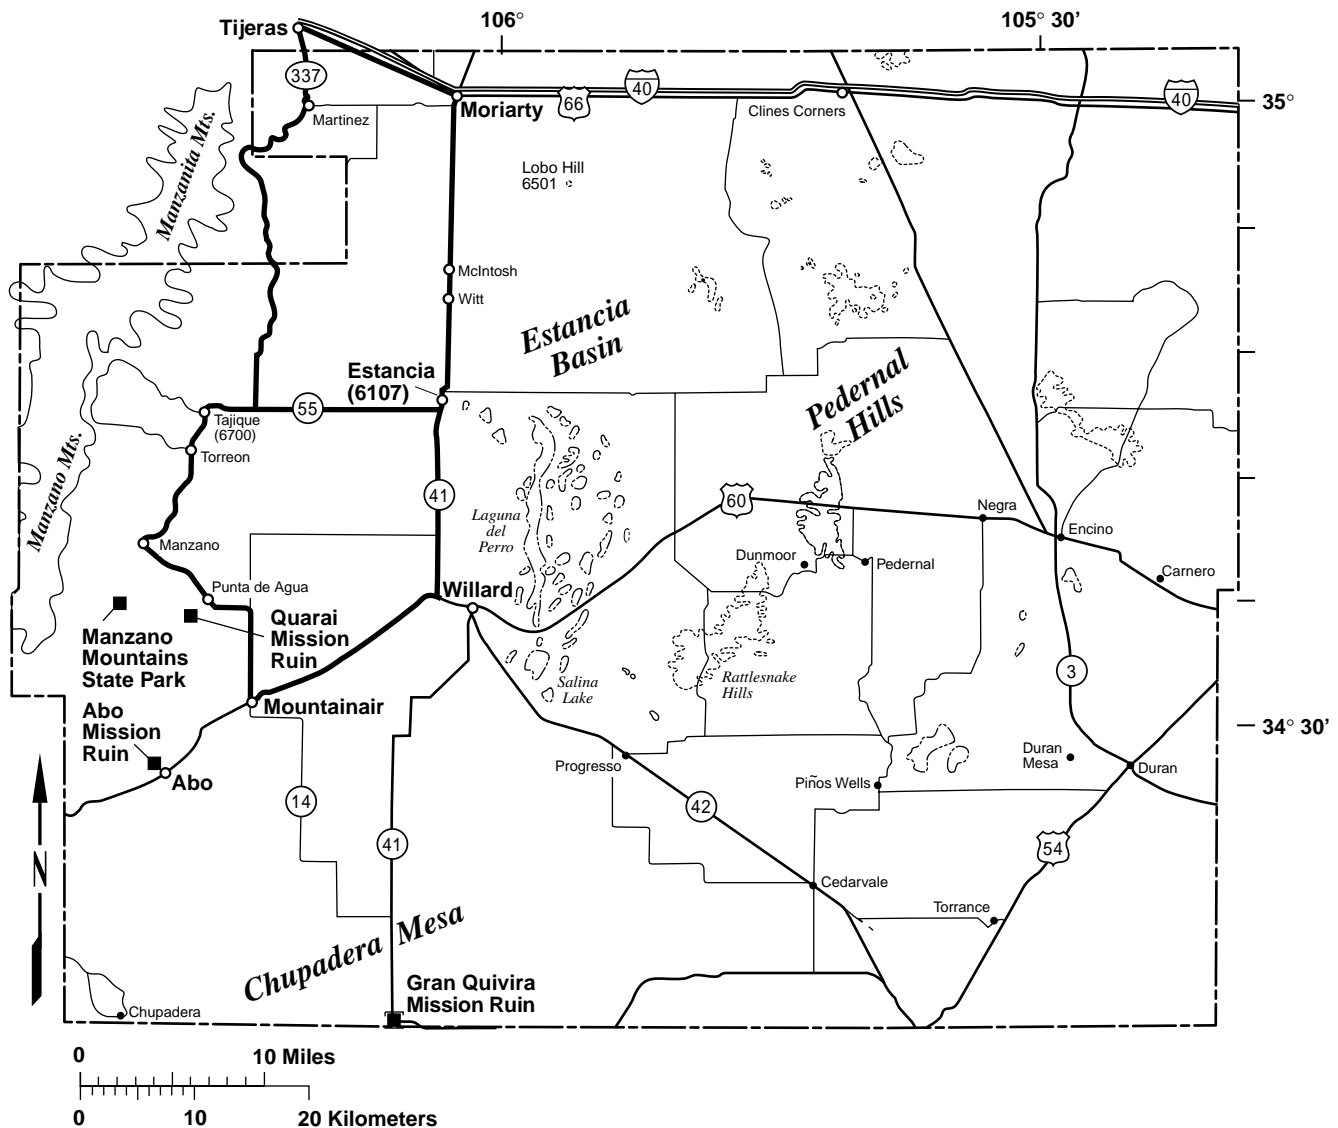 106°
105° 30'
Tijeras
337
40
66
40
35°
Moriarty
Clines Corners
Martinez
Manzanita Mts.
Lobo Hill
6501
McIntosh
Witt
Estancia
Basin
Estancia
(6107)
Pedernal
Hills
55
Tajique
(6700)
Torreon
Manzano Mts.
41
60
Laguna
del
Perro
Negra
Encino
Manzano
Dunmoor
Pedernal
Carnero
Punta de Agua
Willard
Quarai
Mission
Ruin
Manzano
Mountains
State Park
3
Salina
Lake
Rattlesnake
Hills
Mountainair
Abo
Mission
Ruin
34° 30'
Abo
Progresso
Duran
Mesa
Duran
Piños Wells
14
42
41
54
N
Cedarvale
Torrance
Chupadera Mesa
Gran Quivira
Mission Ruin
Chupadera
0
10 Miles
0
10
20 Kilometers